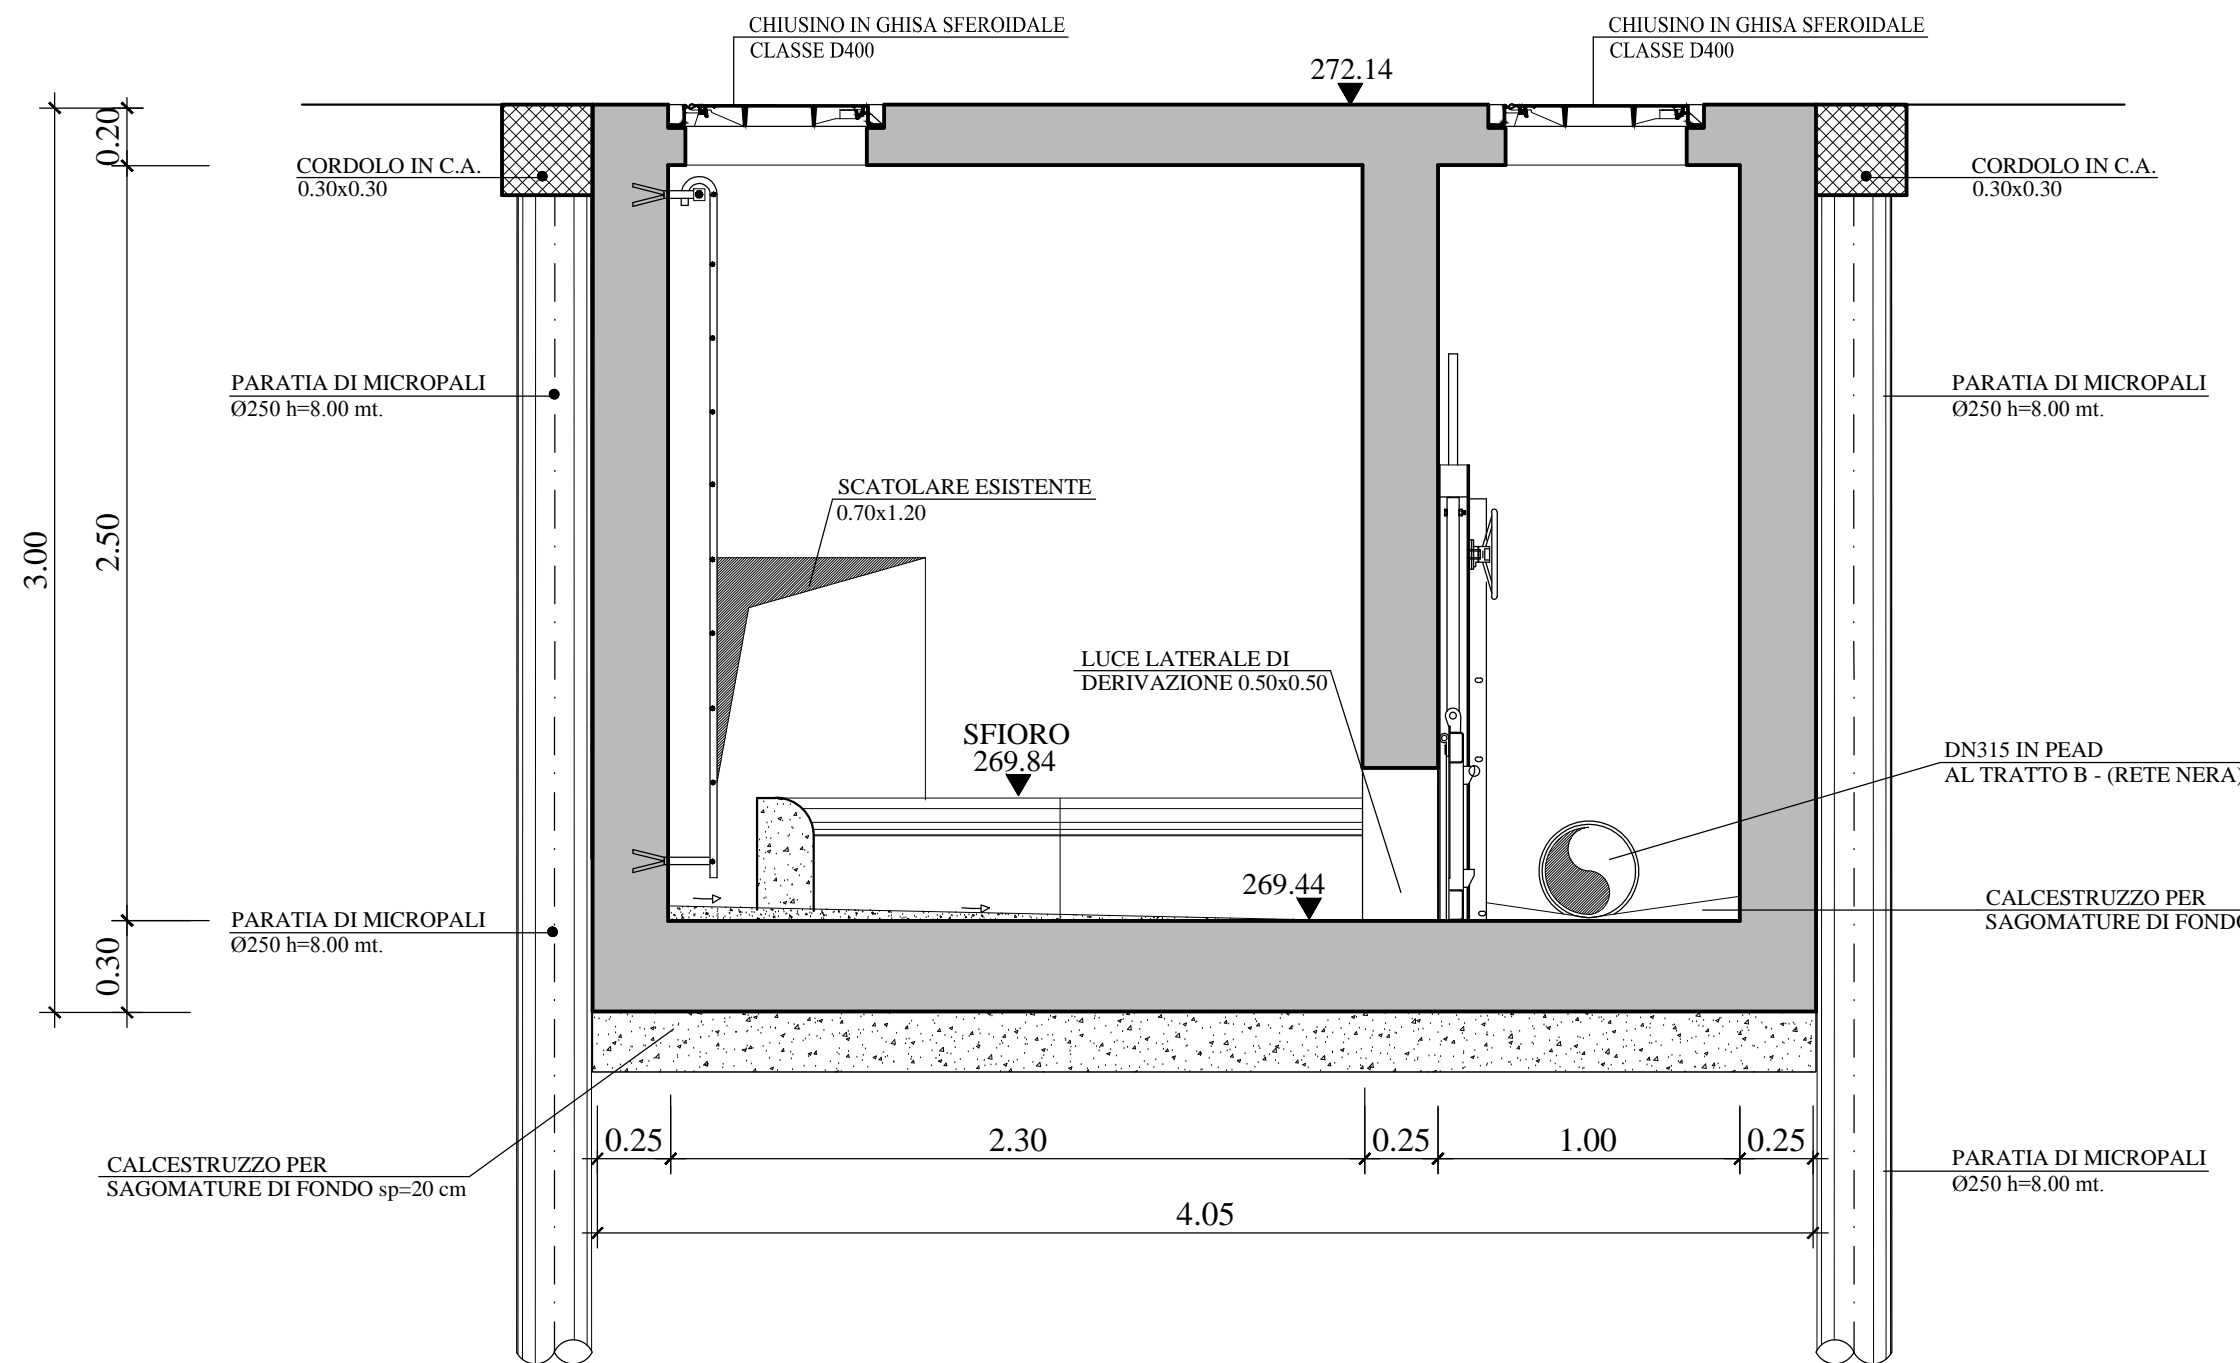 CHIUSINO IN GHISA SFEROIDALE
CLASSE D400
CHIUSINO IN GHISA SFEROIDALE
CLASSE D400
272.14
0.20
CORDOLO IN C.A.
0.30x0.30
CORDOLO IN C.A.
0.30x0.30
PARATIA DI MICROPALI
Ø250 h=8.00 mt.
PARATIA DI MICROPALI
Ø250 h=8.00 mt.
SCATOLARE ESISTENTE
0.70x1.20
3.00
2.50
LUCE LATERALE DI
DERIVAZIONE 0.50x0.50
SFIORO
269.84
DN315 IN PEAD
AL TRATTO B - (RETE NERA)
269.44
CALCESTRUZZO PER
SAGOMATURE DI FONDO
PARATIA DI MICROPALI
Ø250 h=8.00 mt.
0.30
0.25
2.30
0.25
1.00
0.25
CALCESTRUZZO PER
SAGOMATURE DI FONDO sp=20 cm
PARATIA DI MICROPALI
Ø250 h=8.00 mt.
4.05